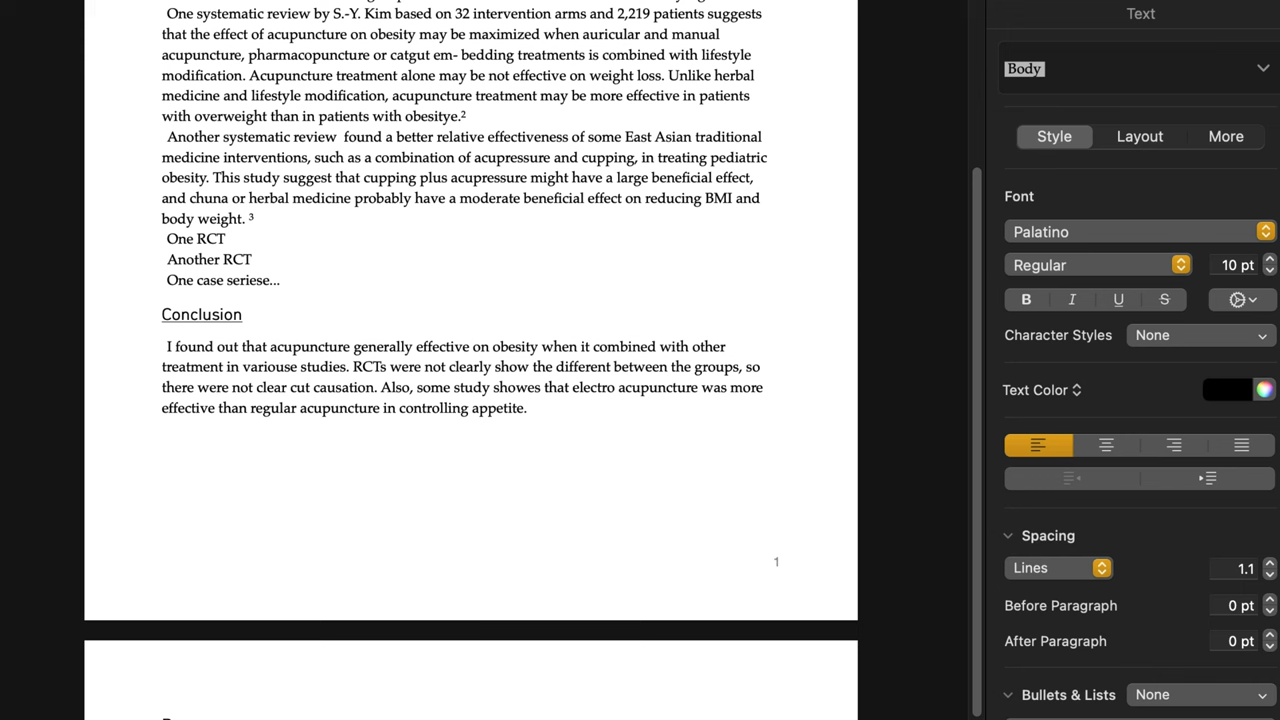 One systematic review by S.-Y. Kim based on 32 intervention arms and 2,219 patients suggests
that the effect of acupuncture on obesity may be maximized when auricular and manual
acupuncture, pharmacopuncture or catgut em- bedding treatments is combined with lifestyle
modification. Acupuncture treatment alone may be not effective on weight loss. Unlike herbal
medicine and lifestyle modification, acupuncture treatment may be more effective in patients
with overweight than in patients with obesitye.²
Another systematic review  found a better relative effectiveness of some East Asian traditional
medicine interventions, such as a combination of acupressure and cupping, in treating pediatric
obesity. This study suggest that cupping plus acupressure might have a large beneficial effect,
and chuna or herbal medicine probably have a moderate beneficial effect on reducing BMI and
body weight. ³
One RCT
Another RCT
One case seriese...
Conclusion
I found out that acupuncture generally effective on obesity when it combined with other
treatment in variouse studies. RCTs were not clearly show the different between the groups, so
there were not clear cut causation. Also, some study showes that electro acupuncture was more
effective than regular acupuncture in controlling appetite.
1
Text
Body
Style Layout More
Font
Palatino
Regular 10 pt
B I U S
Character Styles None
Text Color
Spacing
Lines 1.1
Before Paragraph 0 pt
After Paragraph 0 pt
Bullets & Lists None